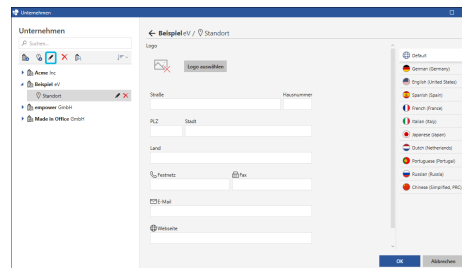 Unternehmen
Unternehmen
Suchen...
Acme Inc
Beispiel eV
Standort
empower GmbH
Made in Office GmbH
Beispiel eV / Standort
Logo
Logo auswählen
Straße
Hausnummer
PLZ
Stadt
Land
Festnetz
Fax
E-Mail
Webseite
Default
German (Germany)
English (United States)
Spanish (Spain)
French (France)
Italian (Italy)
Japanese (Japan)
Dutch (Netherlands)
Portuguese (Portugal)
Russian (Russia)
Chinese (Simplified, PRC)
OK
Abbrechen